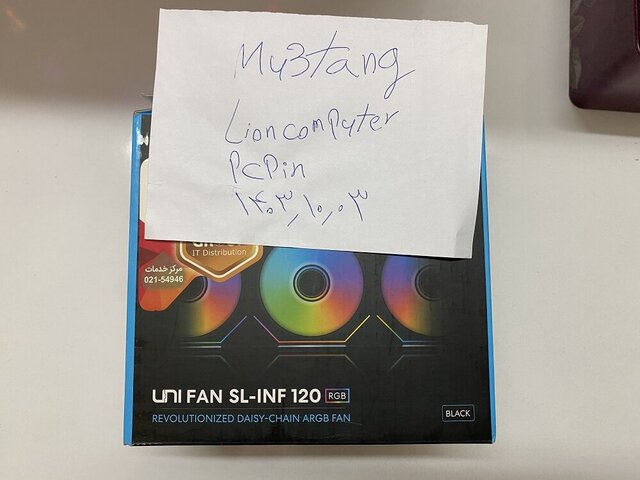 My3tang
Lioncomputer
PcPin
۱۴۰۳,۱۰,۰۳
IT Distribution
مرکز خدمات
021-54946
UNI FAN SL-INF 120 RGB
REVOLUTIONIZED DAISY-CHAIN ARGB FAN
BLACK